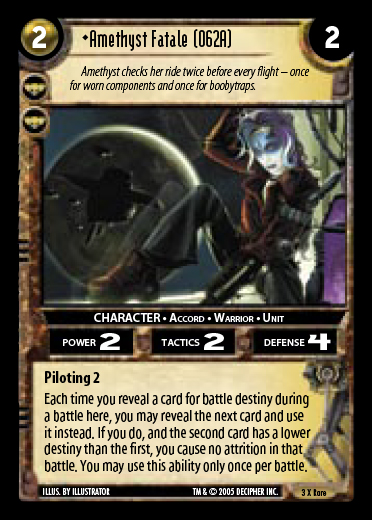 2
•Amethyst Fatale (062A)
2
Amethyst checks her ride twice before every flight – once
for worn components and once for boobytraps.
CHARACTER • ACCORD • WARRIOR • UNIT
POWER 2 TACTICS 2 DEFENSE 4
Piloting 2
Each time you reveal a card for battle destiny during
a battle here, you may reveal the next card and use
it instead. If you do, and the second card has a lower
destiny than the first, you cause no attrition in that
battle. You may use this ability only once per battle.
ILLUS. BY ILLUSTRATOR TM & © 2005 DECIPHER INC. 3 X Rare